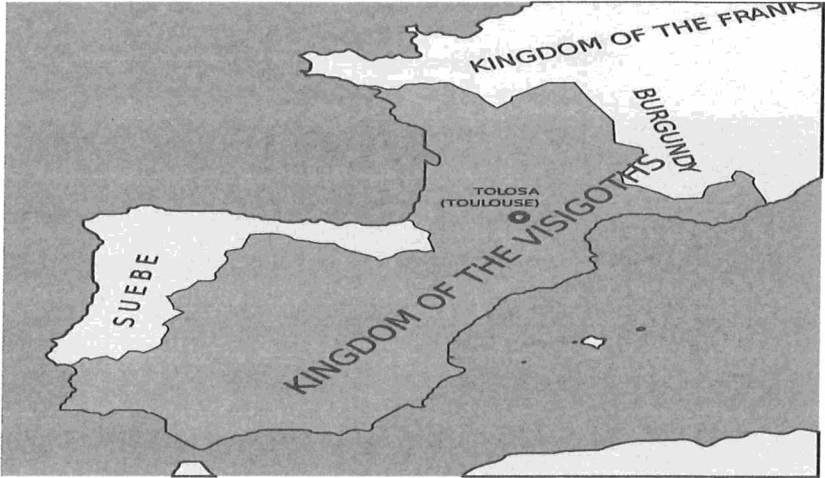 KINGDOM OF THE FRANKS
BURGUNDY
TOLOSA
(TOULOUSE)
KINGDOM OF THE VISIGOTHS
SUEBE